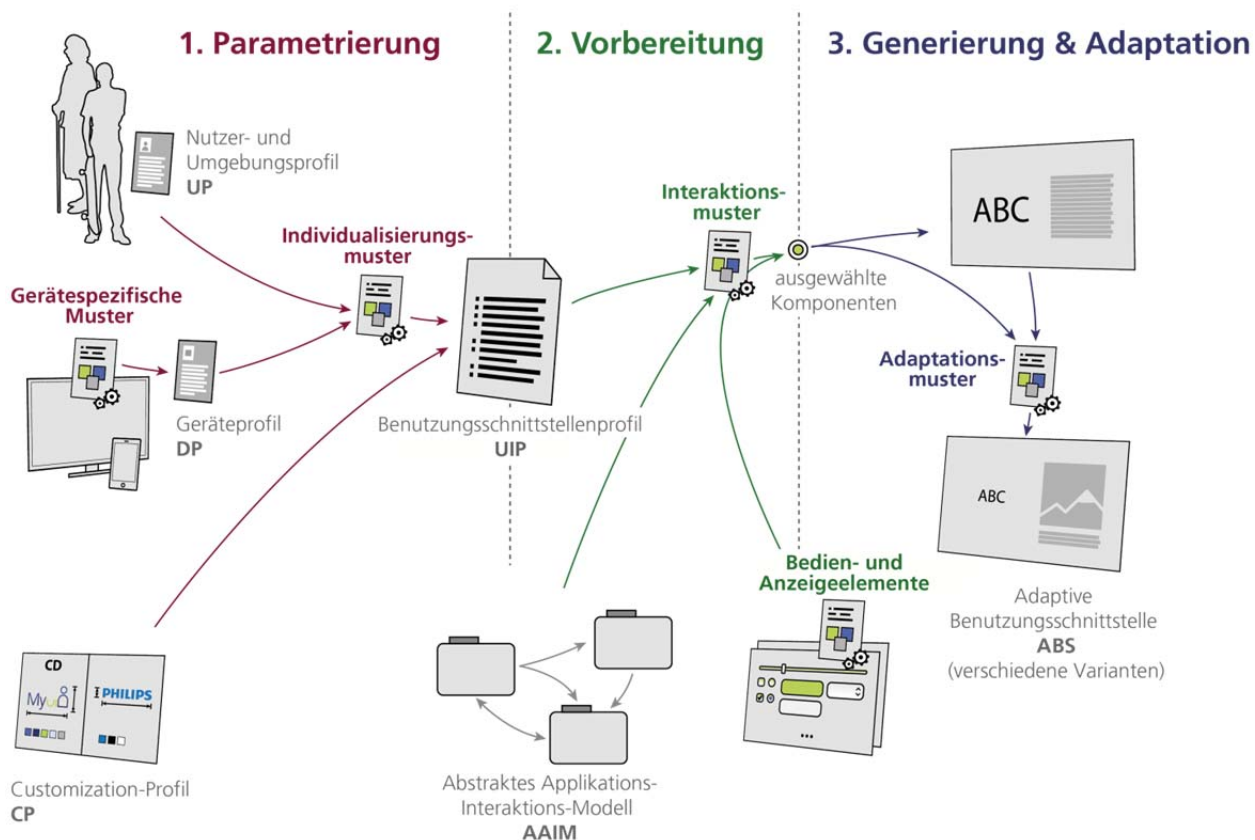 1. Parametrierung
2. Vorbereitung
3. Generierung & Adaptation
Nutzer- und
Umgebungsprofil
UP
Individualisierungs-
muster
Gerätespezifische
Muster
Geräteprofil
DP
Benutzungsschnittstellenprofil
UIP
CD
MyUI
PHILIPS
Customization-Profil
CP
Interaktions-
muster
ausgewählte
Komponenten
Abstraktes Applikations-
Interaktions-Modell
AAIM
Bedien- und
Anzeigeelemente
...
ABC
Adaptations-
muster
ABC
Adaptive
Benutzungsschnittstelle
ABS
(verschiedene Varianten)